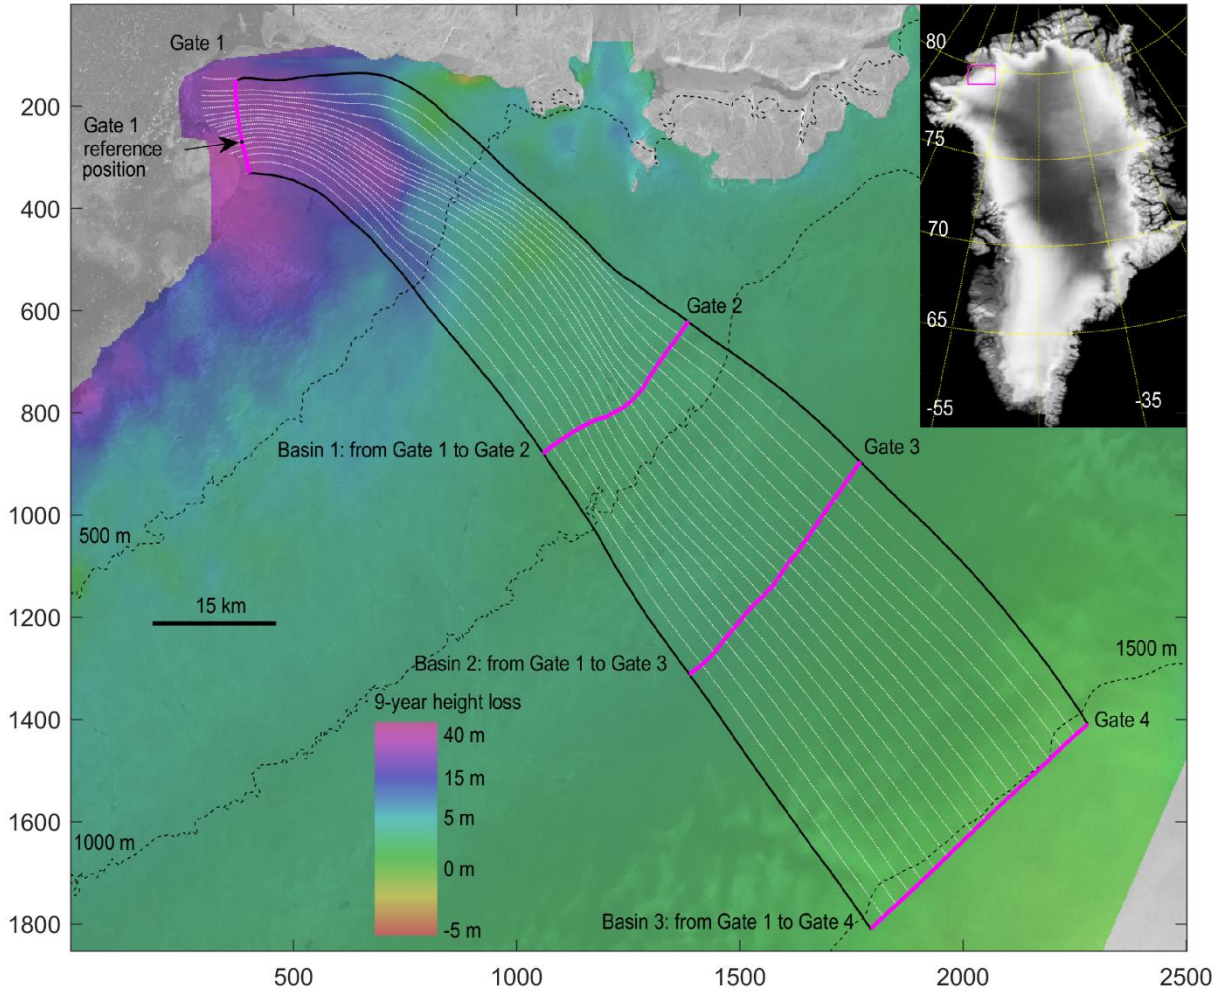 Gate 1
80
200
Gate 1
reference
position
75
400
70
600
Gate 2
65
-55
-35
800
Basin 1: from Gate 1 to Gate 2
Gate 3
1000
500 m
15 km
1200
Basin 2: from Gate 1 to Gate 3
1500 m
9-year height loss
1400
Gate 4
40 m
15 m
5 m
1600
1000 m
0 m
1800
Basin 3: from Gate 1 to Gate 4
-5 m
500
1000
1500
2000
2500